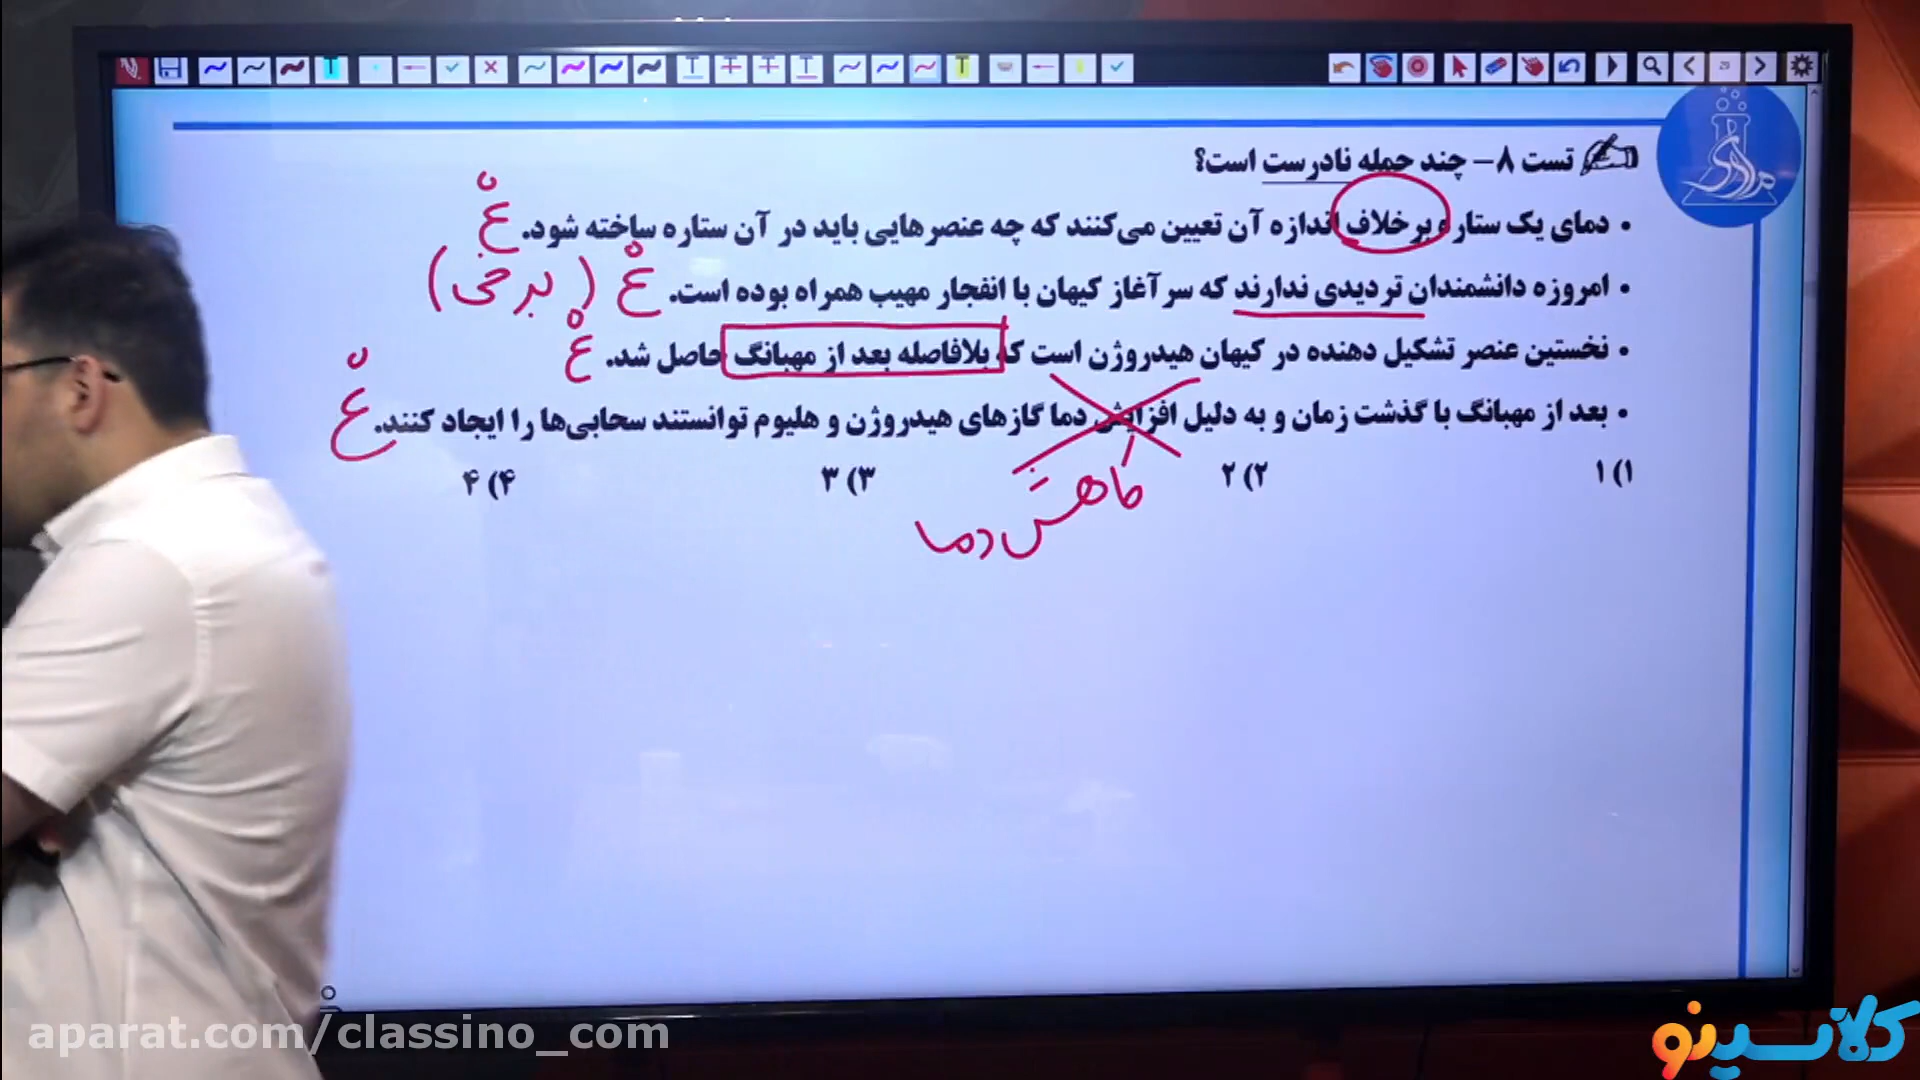 تست ۸- چند جمله نادرست است؟
• دمای یک ستاره برخلاف اندازه آن تعیین می‌کنند که چه عنصرهایی باید در آن ستاره ساخته شود. غ
• امروزه دانشمندان تردیدی ندارند که سرآغاز کیهان با انفجار مهیب همراه بوده است. غ (برخی)
• نخستین عنصر تشکیل دهنده در کیهان هیدروژن است که بلافاصله بعد از مهبانگ حاصل شد. غ
• بعد از مهبانگ با گذشت زمان و به دلیل افزایش دما گازهای هیدروژن و هلیوم توانستند سحابی‌ها را ایجاد کنند. غ
۱) ۱ ۲) ۲ ۳) ۳ ۴) ۴
کاهش دما
aparat.com/classino_com
کلاسینو